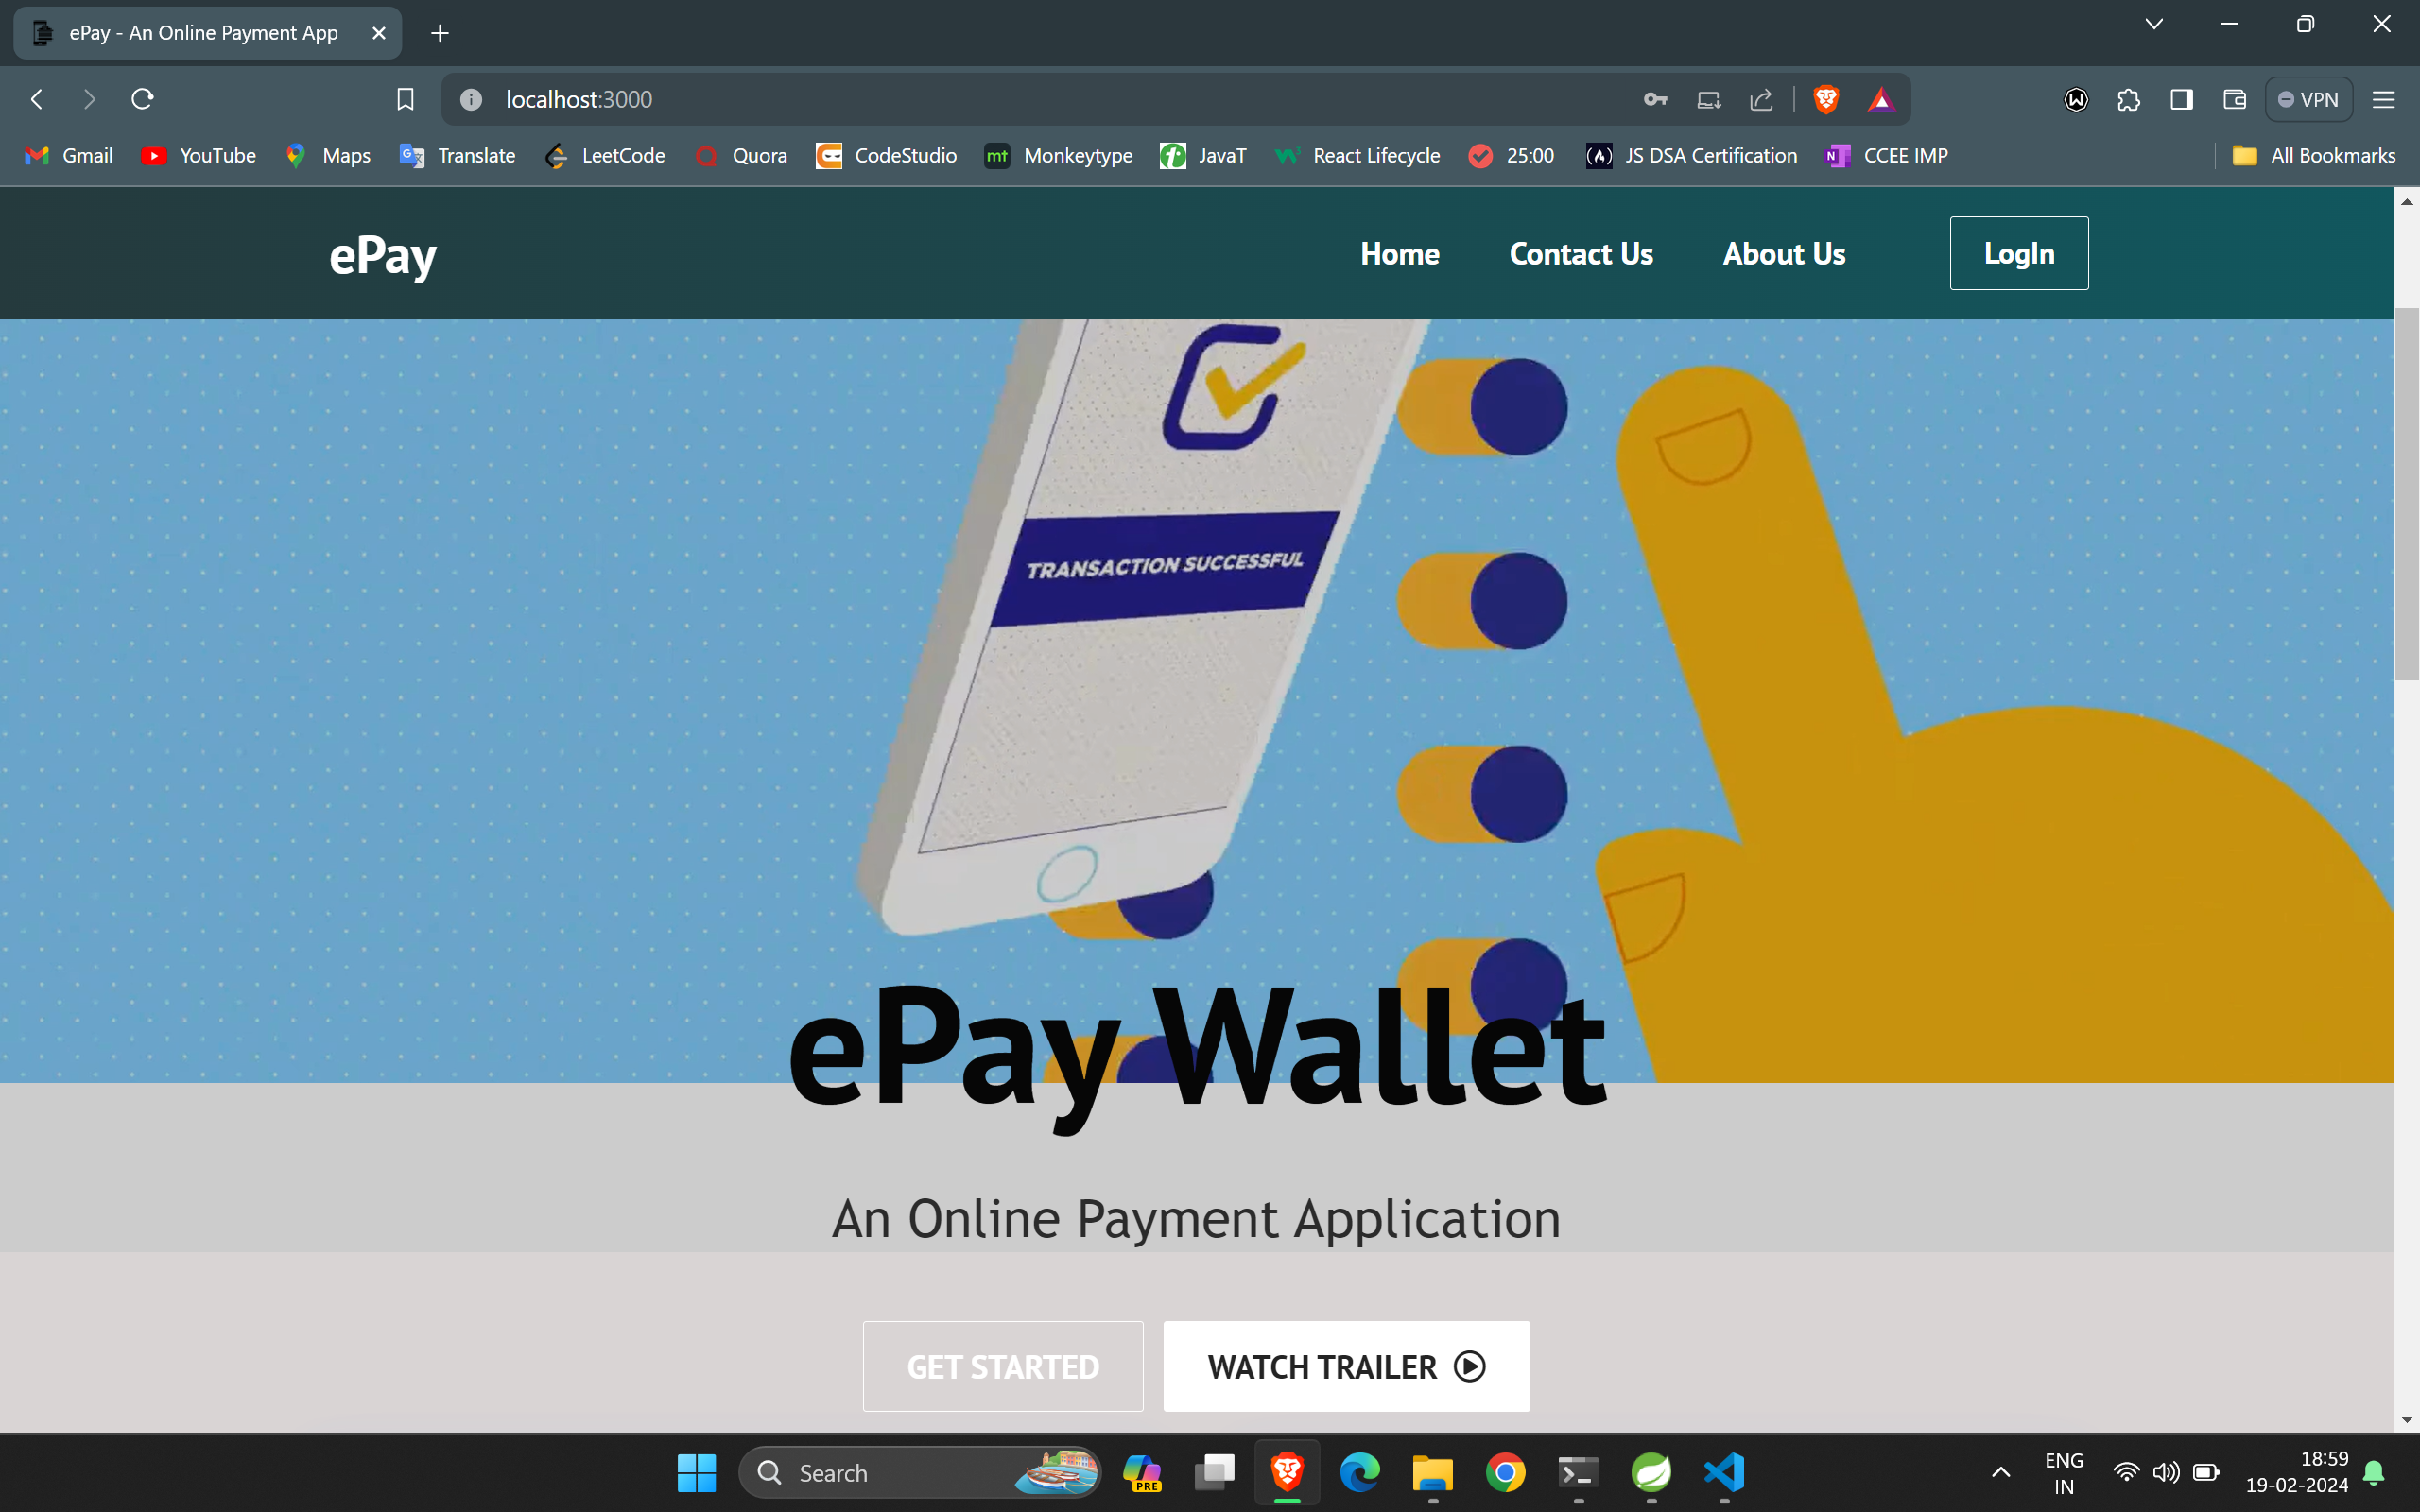 ePay - An Online Payment App
localhost:3000
VPN
Gmail YouTube Maps Translate LeetCode Quora CodeStudio mt Monkeytype JavaT React Lifecycle 25:00 JS DSA Certification CCEE IMP All Bookmarks
ePay Home Contact Us About Us LogIn
TRANSACTION SUCCESSFUL
ePay Wallet
An Online Payment Application
GET STARTED WATCH TRAILER
Search
PRE
ENG
IN
18:59
19-02-2024